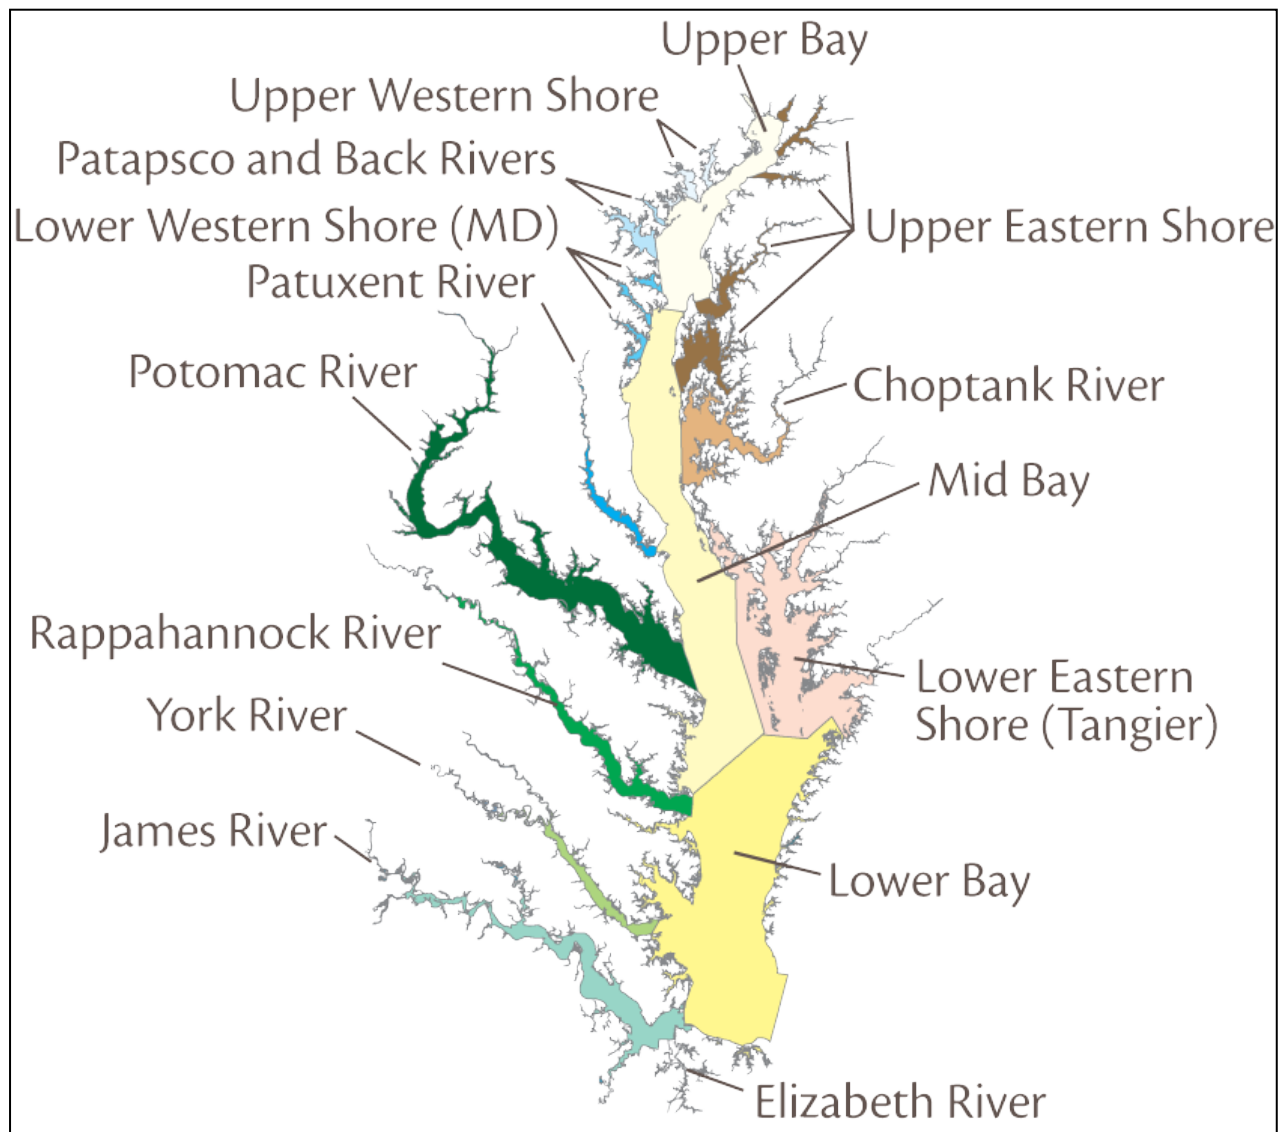 Upper Bay
Upper Western Shore
Patapsco and Back Rivers
Lower Western Shore (MD)
Upper Eastern Shore
Patuxent River
Potomac River
Choptank River
Mid Bay
Rappahannock River
Lower Eastern
Shore (Tangier)
York River
James River
Lower Bay
Elizabeth River